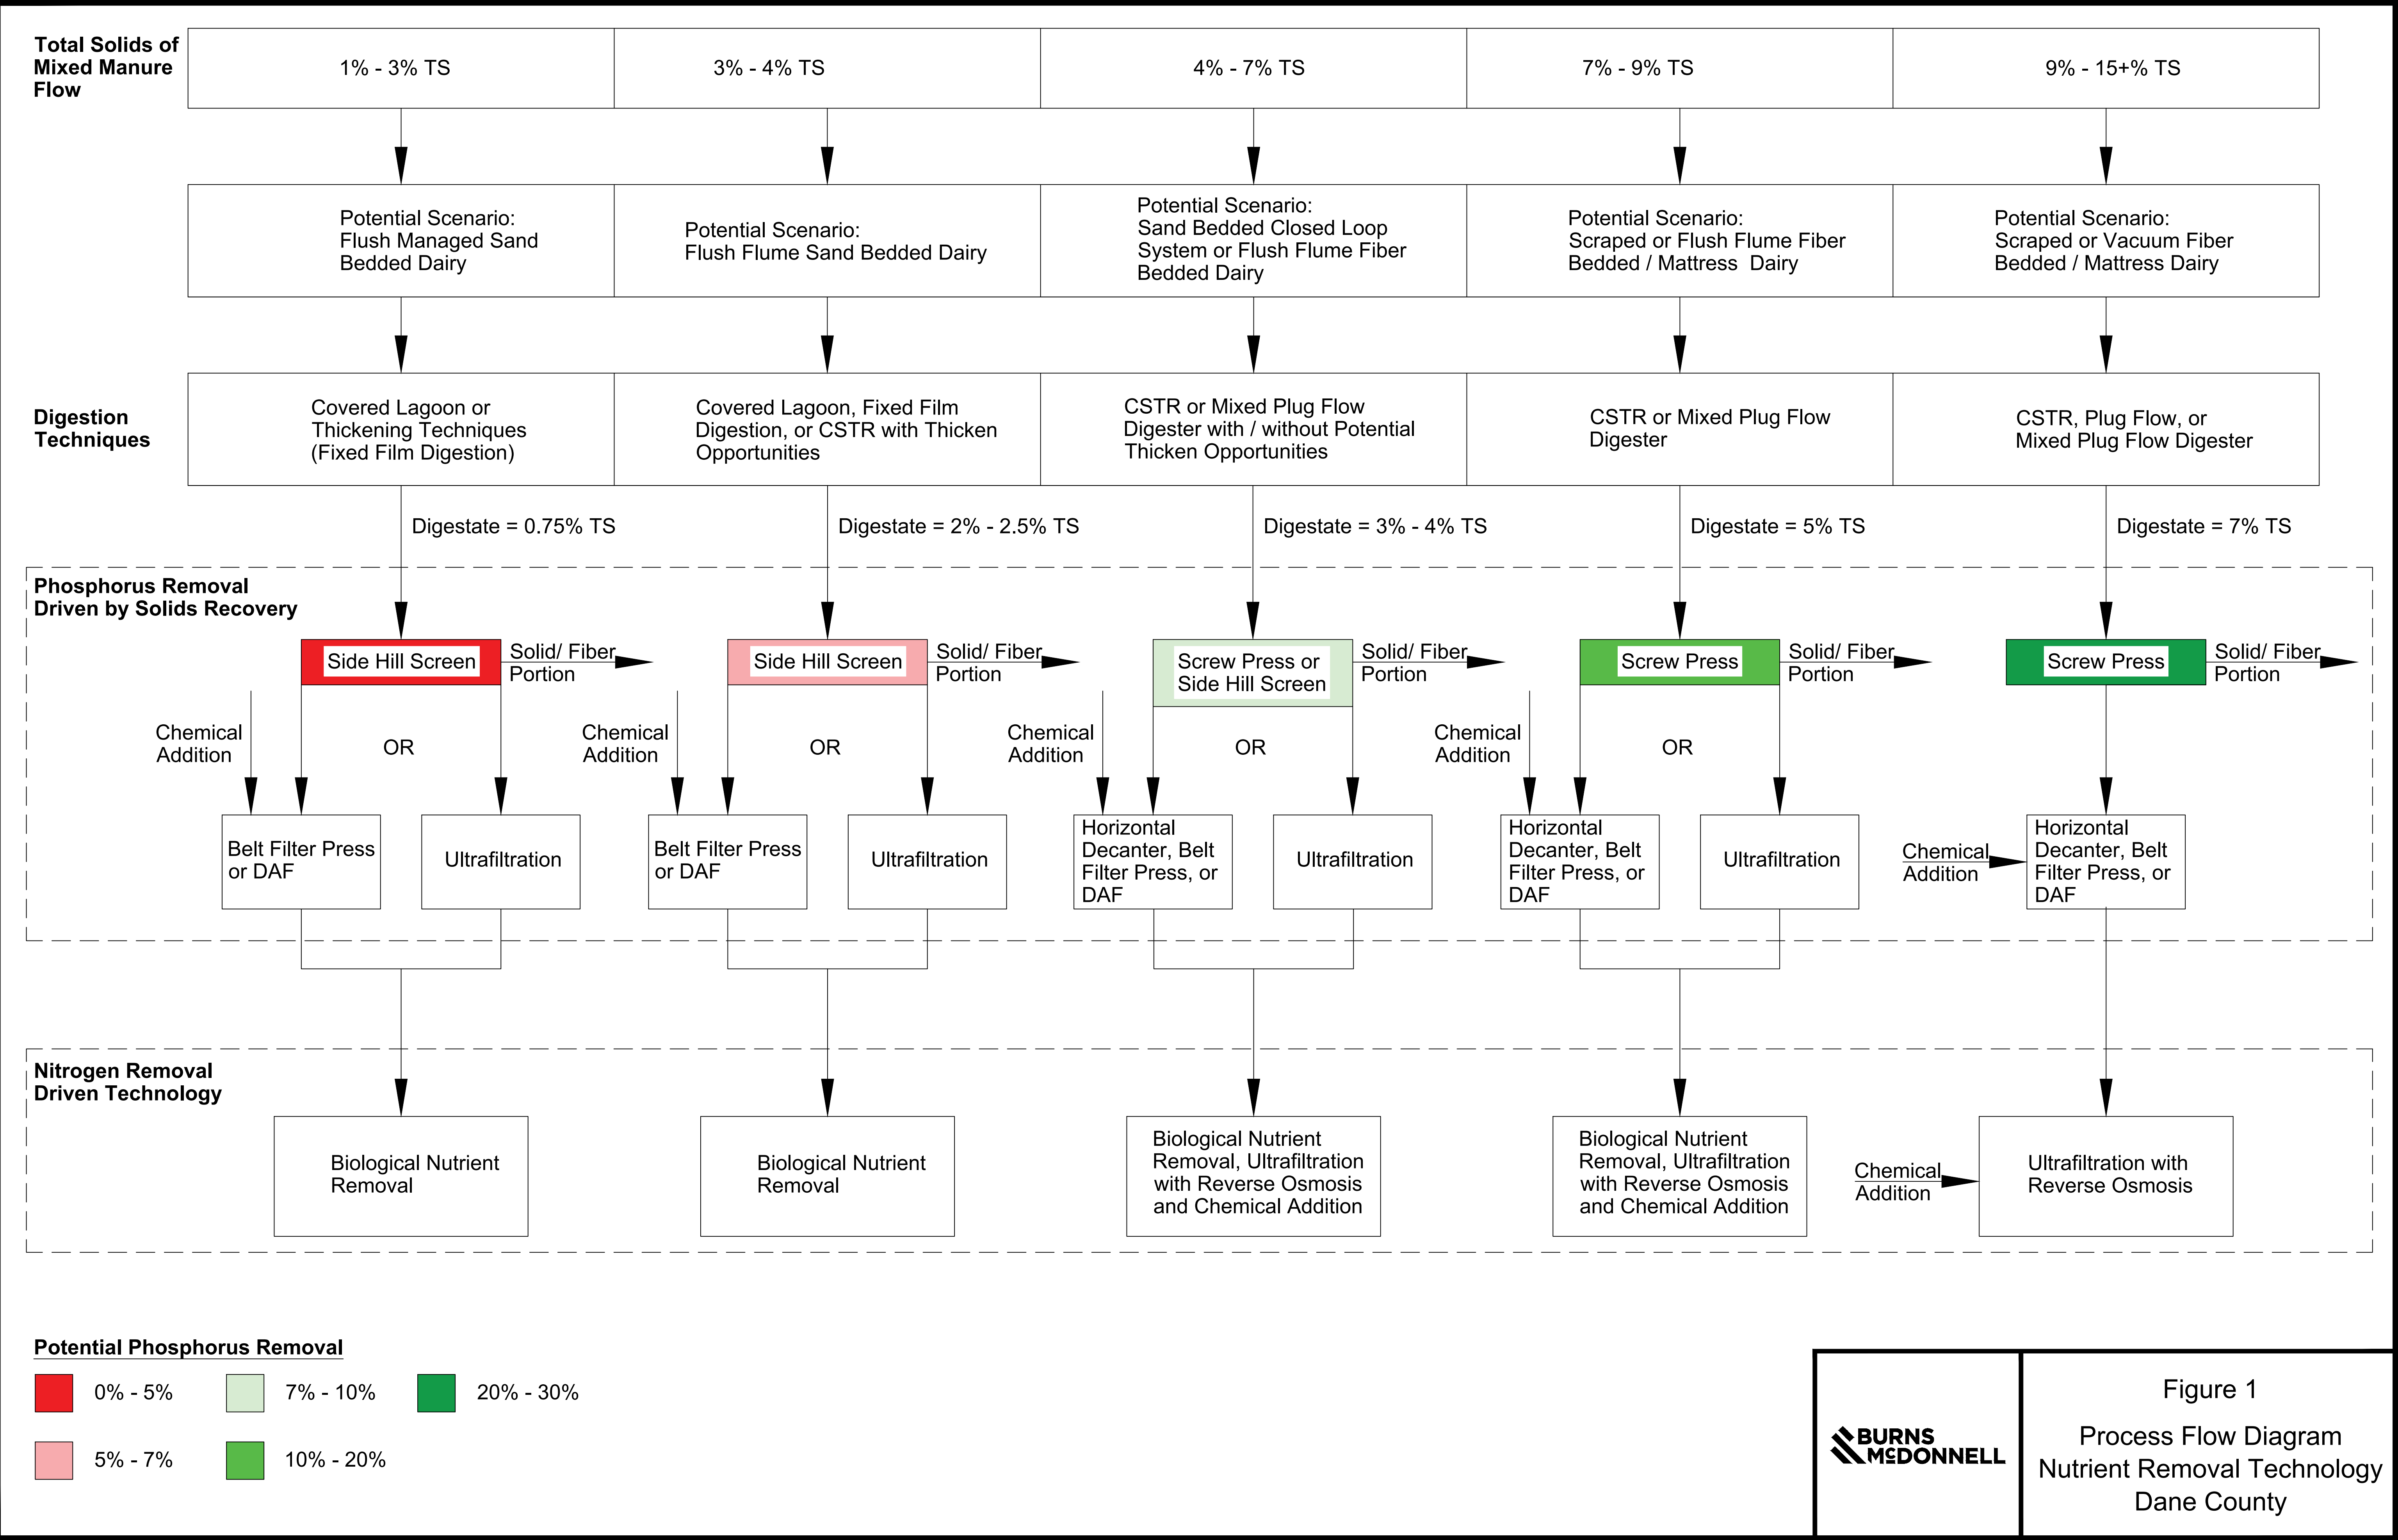 Total Solids of
Mixed Manure
Flow
1% - 3% TS
3% - 4% TS
4% - 7% TS
7% - 9% TS
9% - 15+% TS
Potential Scenario:
Flush Managed Sand
Bedded Dairy
Potential Scenario:
Flush Flume Sand Bedded Dairy
Potential Scenario:
Sand Bedded Closed Loop
System or Flush Flume Fiber
Bedded Dairy
Potential Scenario:
Scraped or Flush Flume Fiber
Bedded / Mattress Dairy
Potential Scenario:
Scraped or Vacuum Fiber
Bedded / Mattress Dairy
Digestion
Techniques
Covered Lagoon or
Thickening Techniques
(Fixed Film Digestion)
Covered Lagoon, Fixed Film
Digestion, or CSTR with Thicken
Opportunities
CSTR or Mixed Plug Flow
Digester with / without Potential
Thicken Opportunities
CSTR or Mixed Plug Flow
Digester
CSTR, Plug Flow, or
Mixed Plug Flow Digester
Digestate = 0.75% TS
Digestate = 2% - 2.5% TS
Digestate = 3% - 4% TS
Digestate = 5% TS
Digestate = 7% TS
Phosphorus Removal
Driven by Solids Recovery
Side Hill Screen
Solid/ Fiber
Portion
Side Hill Screen
Solid/ Fiber
Portion
Screw Press or
Side Hill Screen
Solid/ Fiber
Portion
Screw Press
Solid/ Fiber
Portion
Screw Press
Solid/ Fiber
Portion
Chemical
Addition
OR
Chemical
Addition
OR
Chemical
Addition
OR
Chemical
Addition
OR
Belt Filter Press
or DAF
Ultrafiltration
Belt Filter Press
or DAF
Ultrafiltration
Horizontal
Decanter, Belt
Filter Press, or
DAF
Ultrafiltration
Horizontal
Decanter, Belt
Filter Press, or
DAF
Ultrafiltration
Chemical
Addition
Horizontal
Decanter, Belt
Filter Press, or
DAF
Nitrogen Removal
Driven Technology
Biological Nutrient
Removal
Biological Nutrient
Removal
Biological Nutrient
Removal, Ultrafiltration
with Reverse Osmosis
and Chemical Addition
Biological Nutrient
Removal, Ultrafiltration
with Reverse Osmosis
and Chemical Addition
Chemical
Addition
Ultrafiltration with
Reverse Osmosis
Potential Phosphorus Removal
0% - 5%
7% - 10%
20% - 30%
5% - 7%
10% - 20%
BURNS
McDONNELL
Figure 1
Process Flow Diagram
Nutrient Removal Technology
Dane County